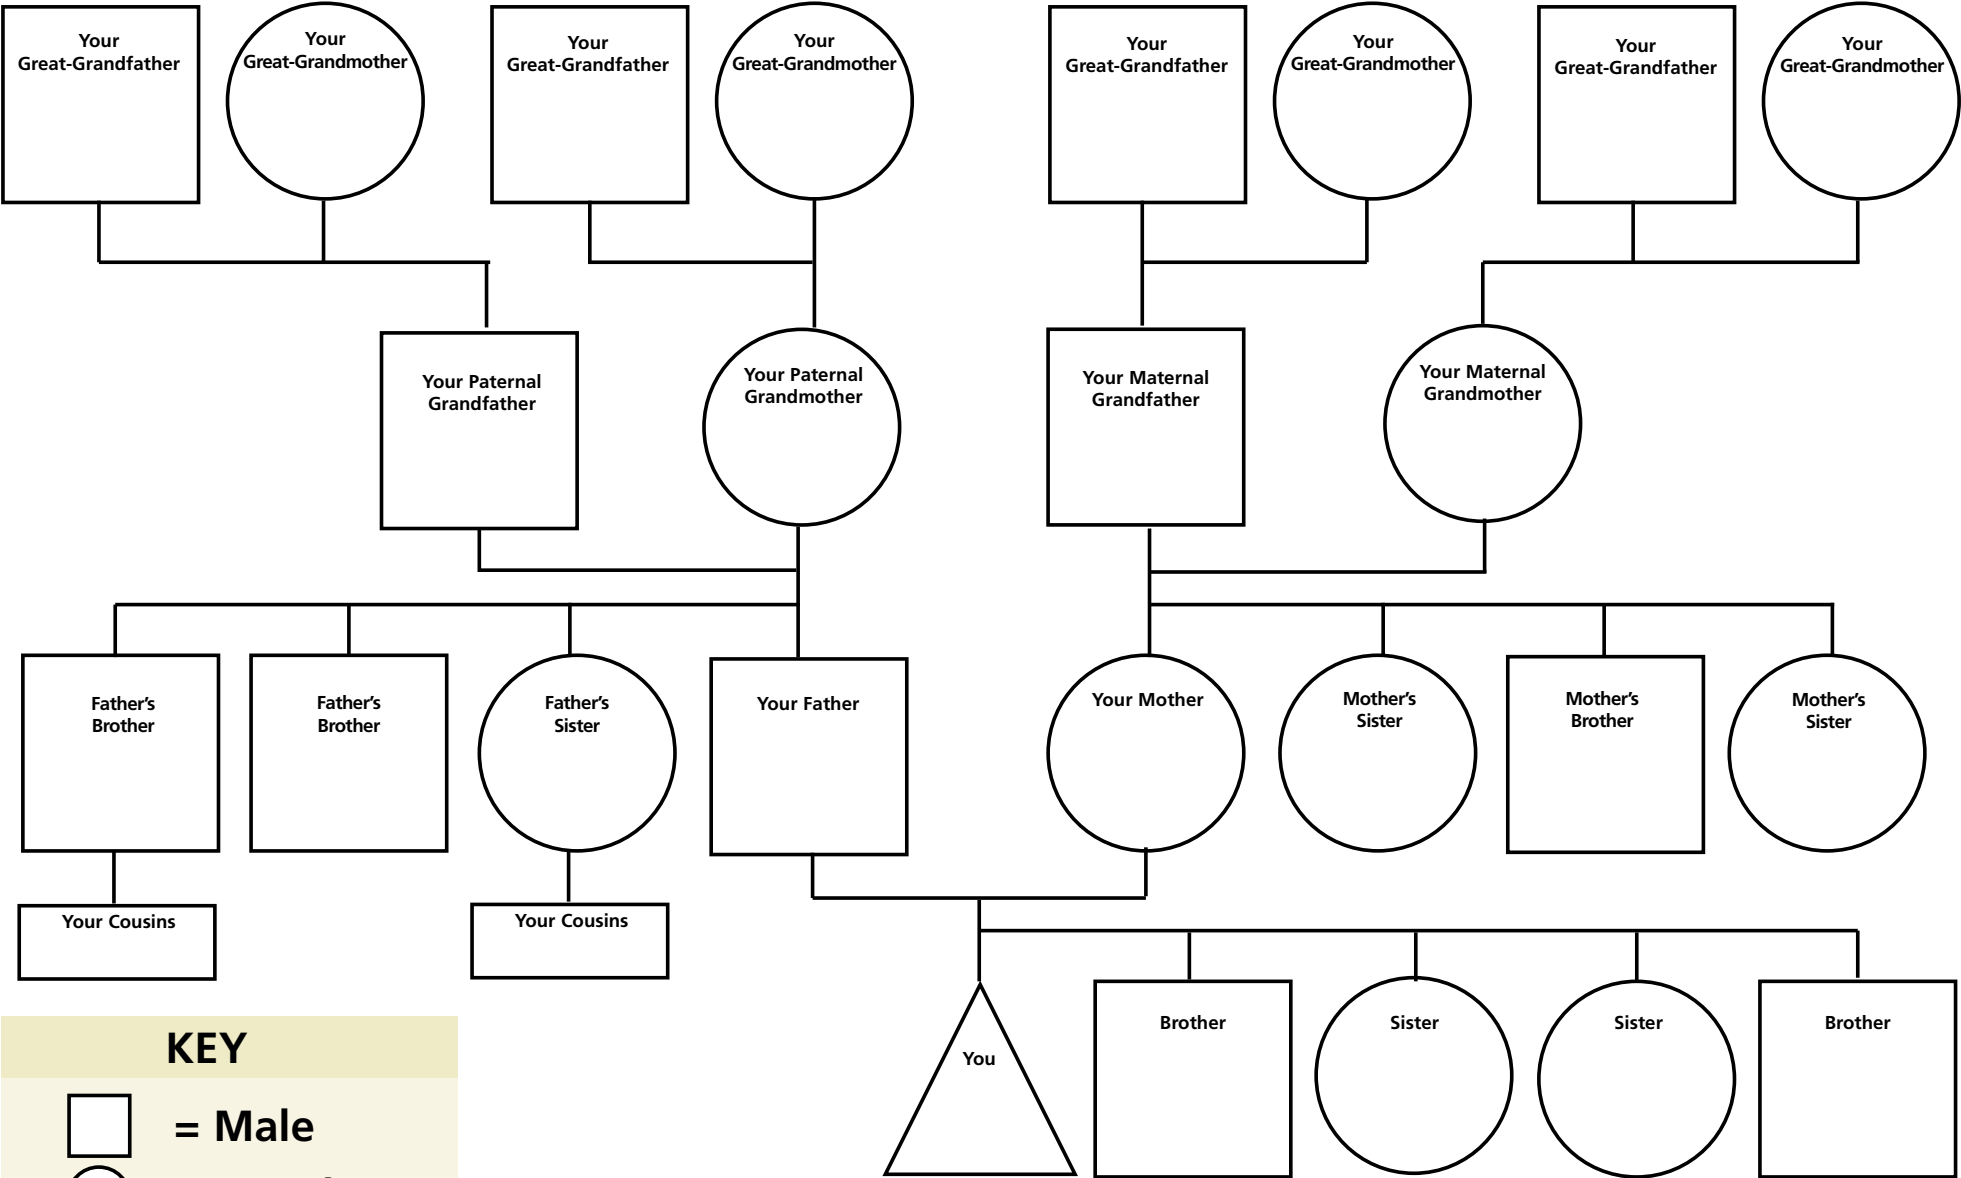 Your
Great-Grandfather
Your
Great-Grandmother
Your
Great-Grandfather
Your
Great-Grandmother
Your
Great-Grandfather
Your
Great-Grandmother
Your
Great-Grandfather
Your
Great-Grandmother
Your Paternal
Grandfather
Your Paternal
Grandmother
Your Maternal
Grandfather
Your Maternal
Grandmother
Father's
Brother
Father's
Brother
Father's
Sister
Your Father
Your Mother
Mother's
Sister
Mother's
Brother
Mother's
Sister
Your Cousins
Your Cousins
You
Brother
Sister
Sister
Brother
KEY
= Male